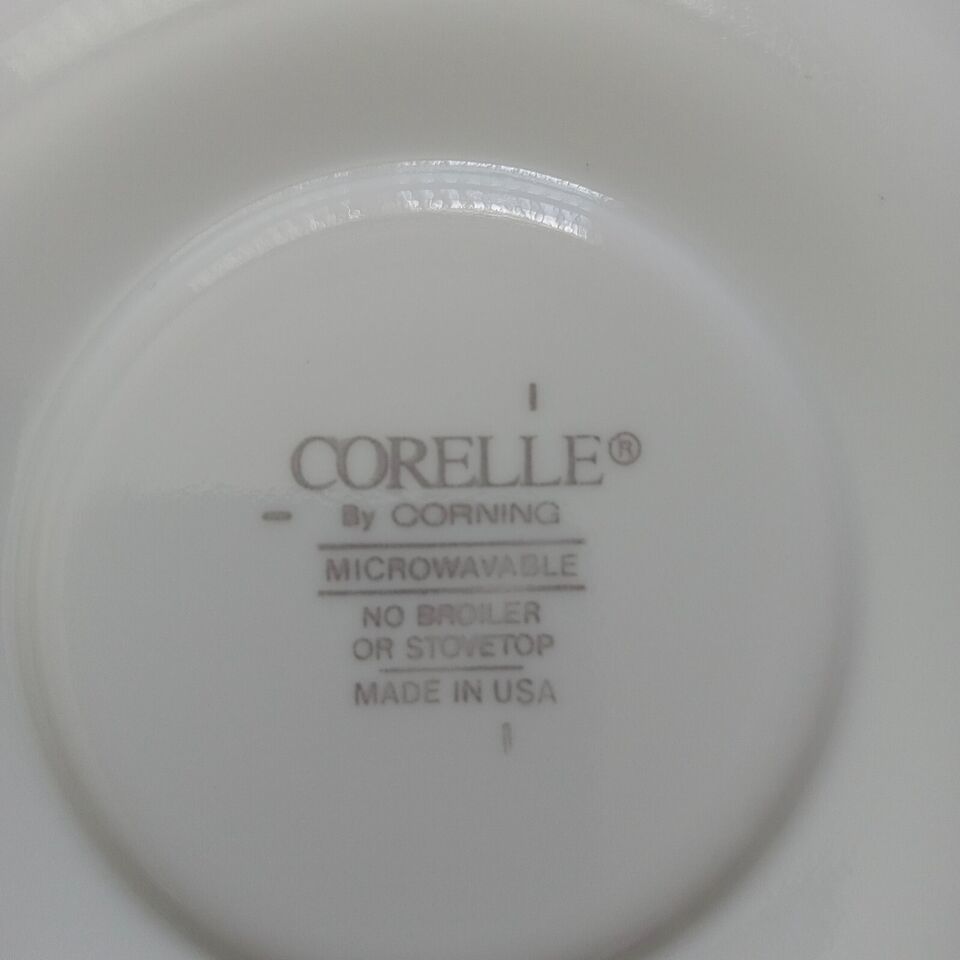 CORELLE®
By CORNING
MICROWAVABLE
NO BROILER
OR STOVETOP
MADE IN USA